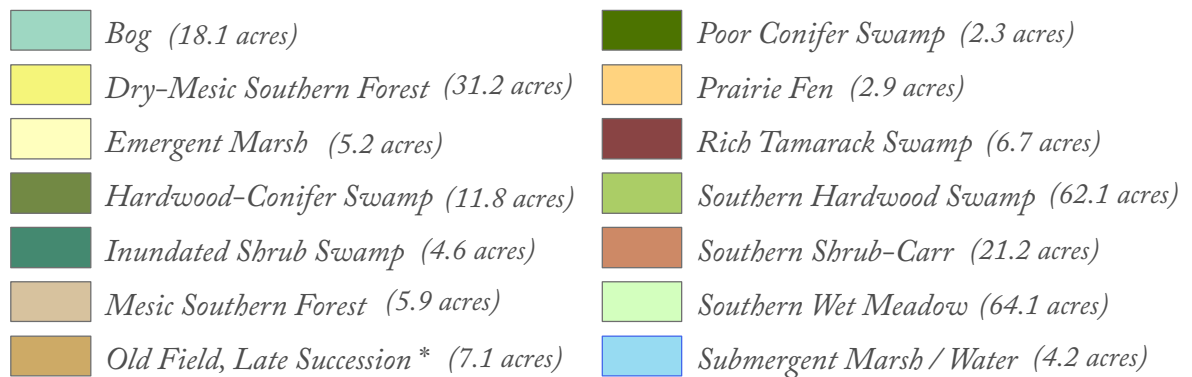 Bog (18.1 acres)
Dry-Mesic Southern Forest (31.2 acres)
Emergent Marsh (5.2 acres)
Hardwood-Conifer Swamp (11.8 acres)
Inundated Shrub Swamp (4.6 acres)
Mesic Southern Forest (5.9 acres)
Old Field, Late Succession * (7.1 acres)
Poor Conifer Swamp (2.3 acres)
Prairie Fen (2.9 acres)
Rich Tamarack Swamp (6.7 acres)
Southern Hardwood Swamp (62.1 acres)
Southern Shrub-Carr (21.2 acres)
Southern Wet Meadow (64.1 acres)
Submergent Marsh / Water (4.2 acres)